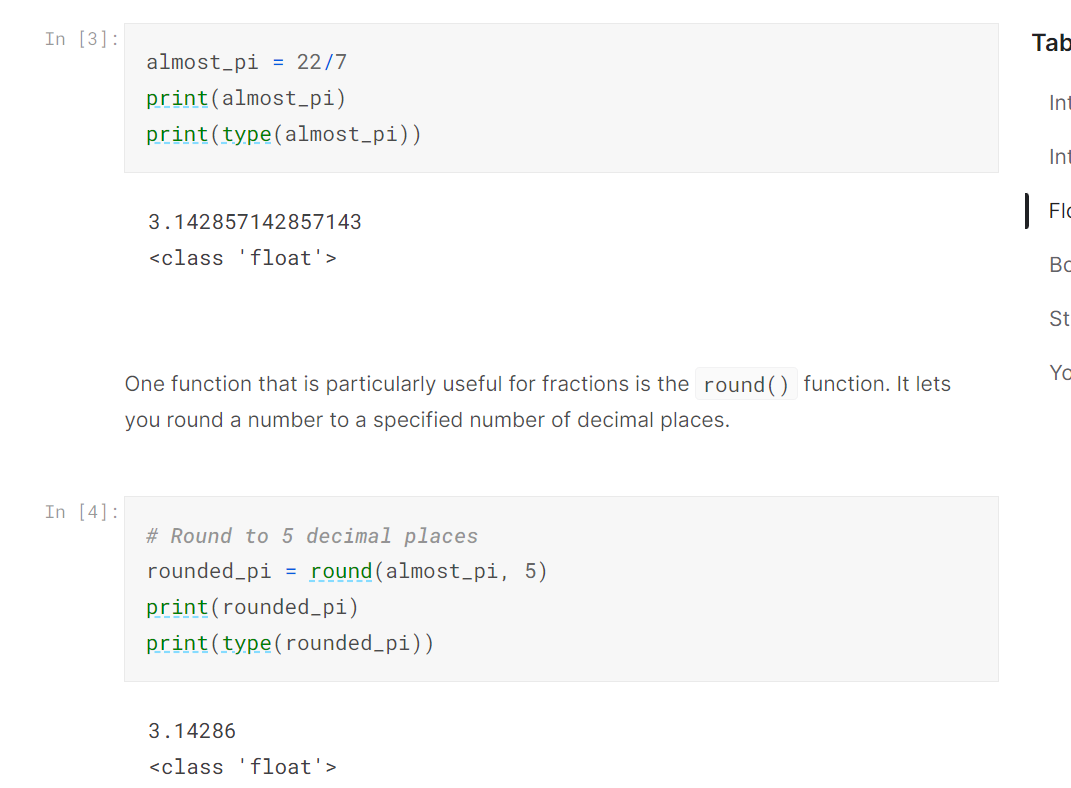 In [3]:
almost_pi = 22/7
print(almost_pi)
print(type(almost_pi))
3.142857142857143
<class 'float'>
One function that is particularly useful for fractions is the round() function. It lets
you round a number to a specified number of decimal places.
In [4]:
# Round to 5 decimal places
rounded_pi = round(almost_pi, 5)
print(rounded_pi)
print(type(rounded_pi))
3.14286
<class 'float'>
Tab
Int
Int
Flo
Bo
St
Yo